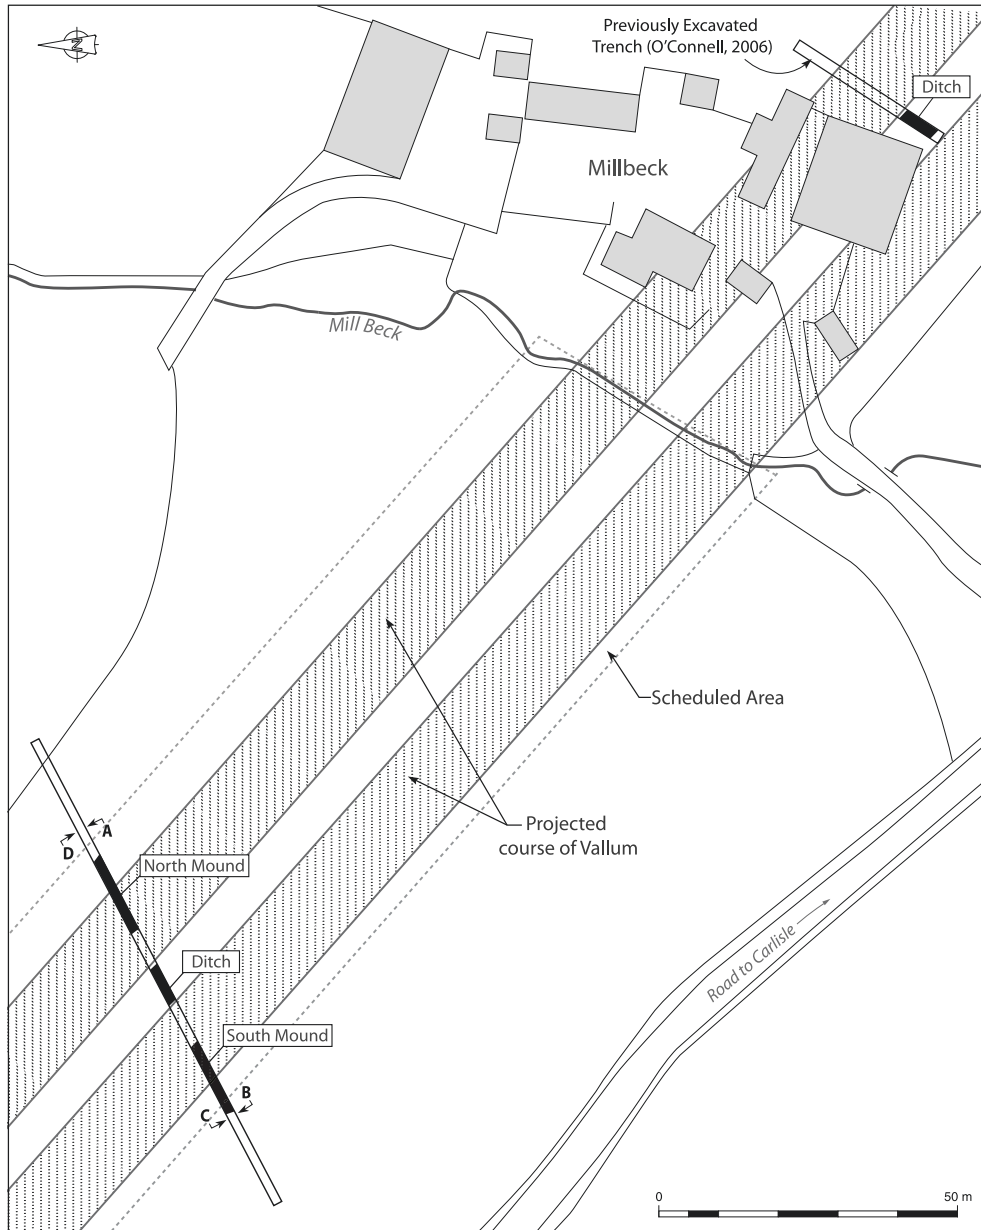 Previously Excavated
Trench (O'Connell, 2006)
N
Ditch
Millbeck
Mill Beck
Scheduled Area
Projected
course of Vallum
A
D
North Mound
Ditch
Road to Carlisle
South Mound
B
C
0
50 m